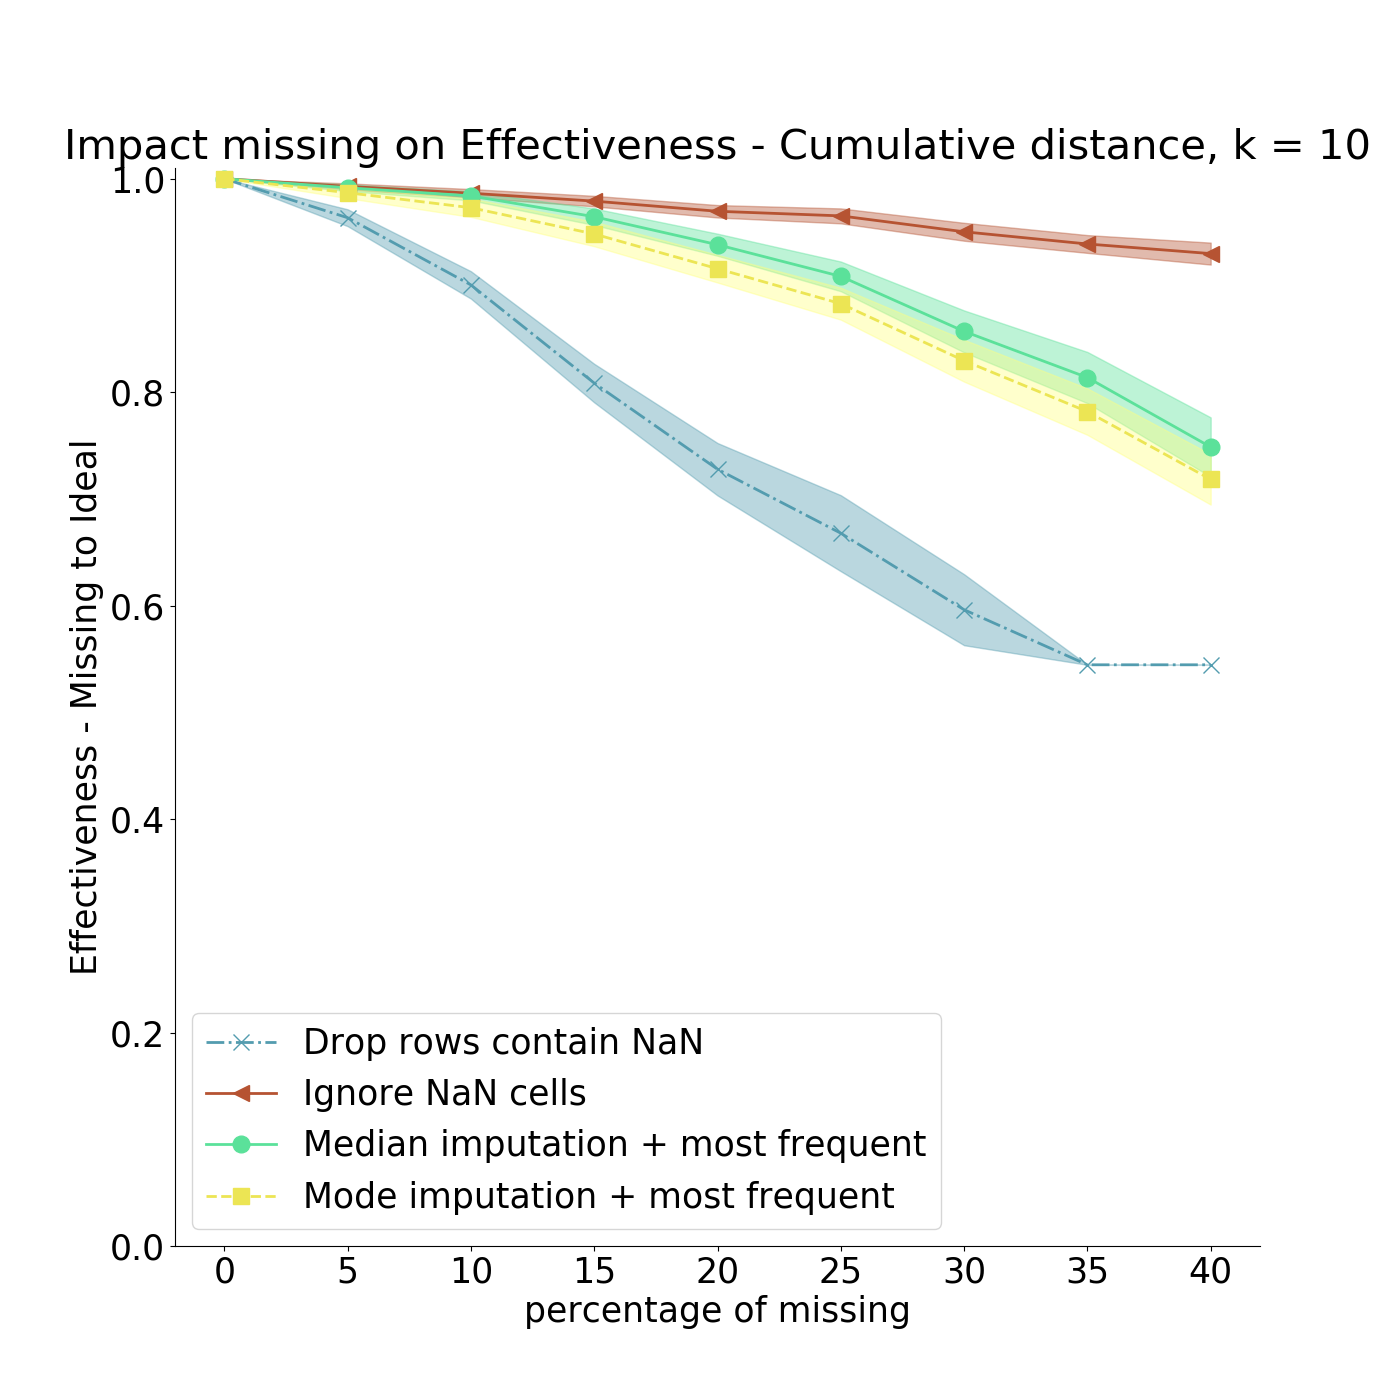 Impact missing on Effectiveness - Cumulative distance, k = 10
Effectiveness - Missing to Ideal
1.0
0.8
0.6
0.4
0.2
0.0
Drop rows contain NaN
Ignore NaN cells
Median imputation + most frequent
Mode imputation + most frequent
0 5 10 15 20 25 30 35 40
percentage of missing